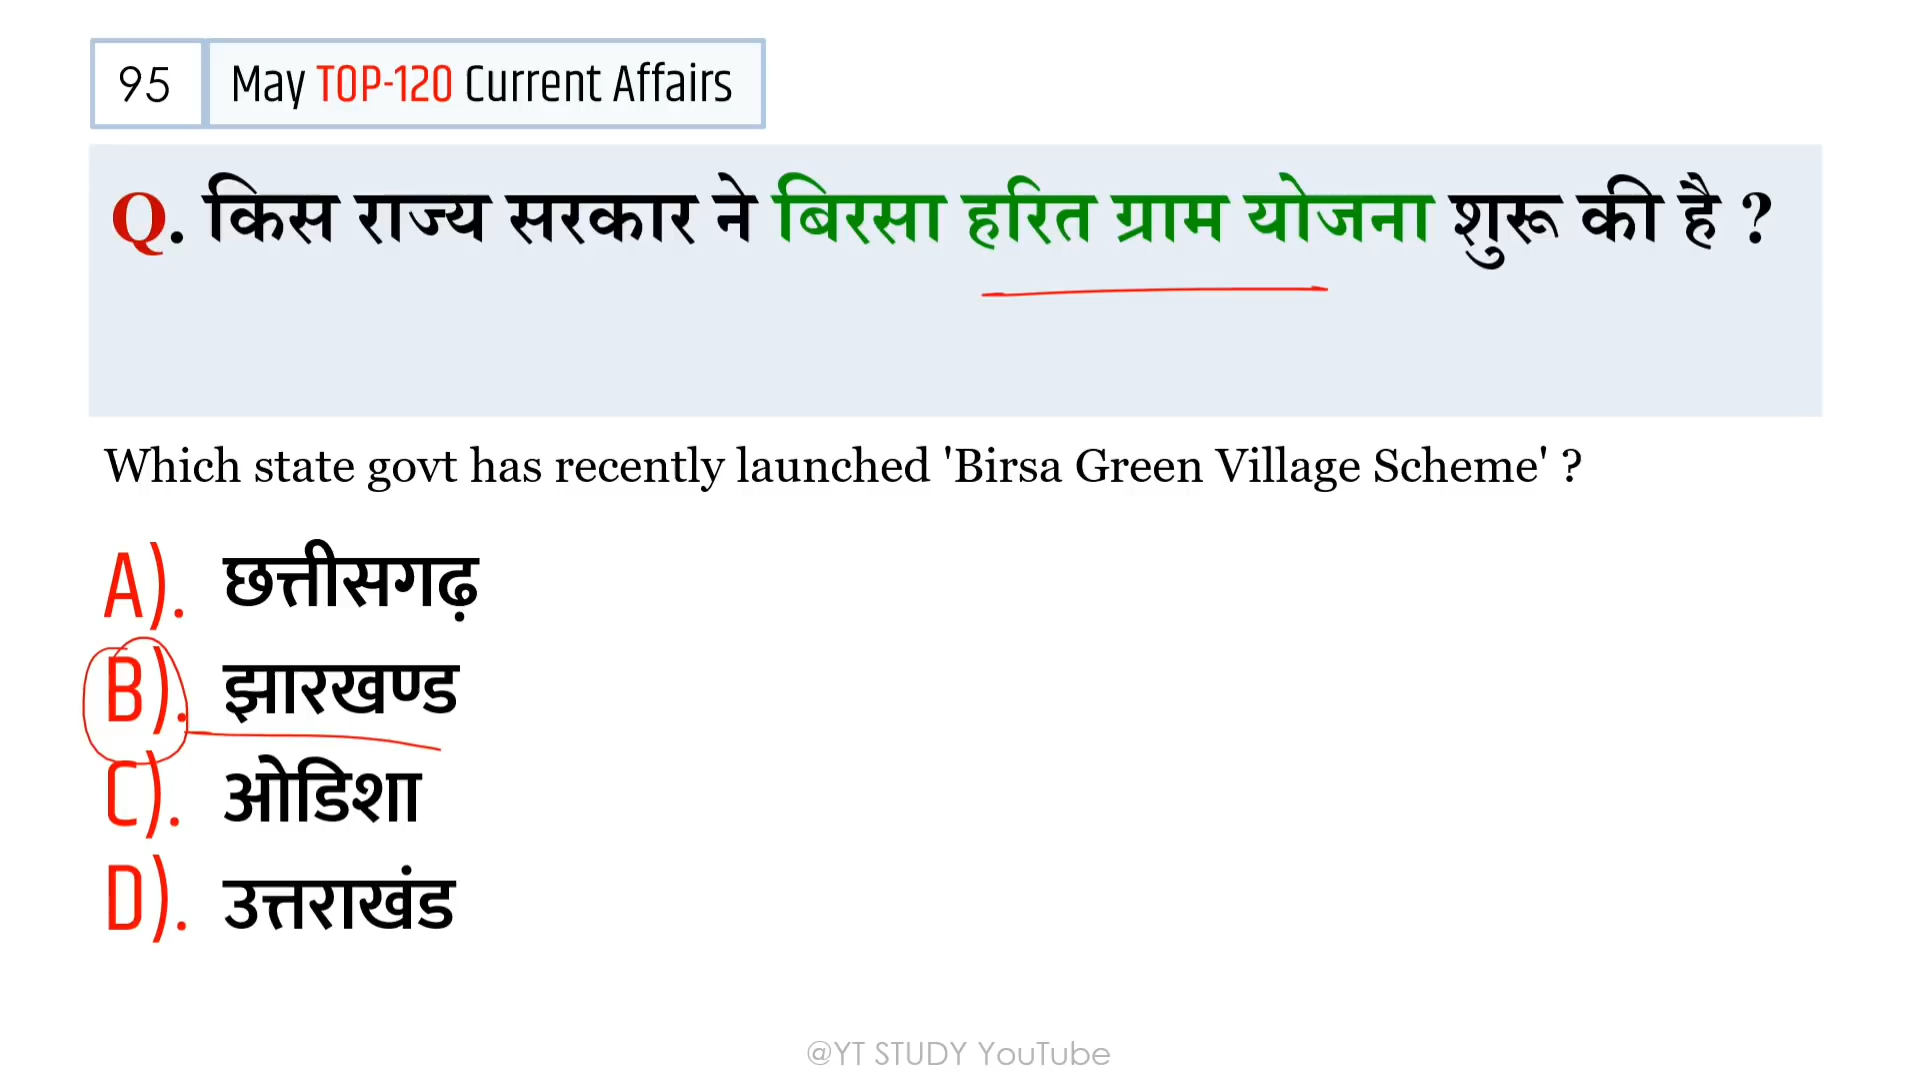 95 May TOP-120 Current Affairs
Q. किस राज्य सरकार ने बिरसा हरित ग्राम योजना शुरू की है ?
Which state govt has recently launched 'Birsa Green Village Scheme' ?
A). छत्तीसगढ़
B). झारखण्ड
C). ओडिशा
D). उत्तराखंड
@YT STUDY YouTube